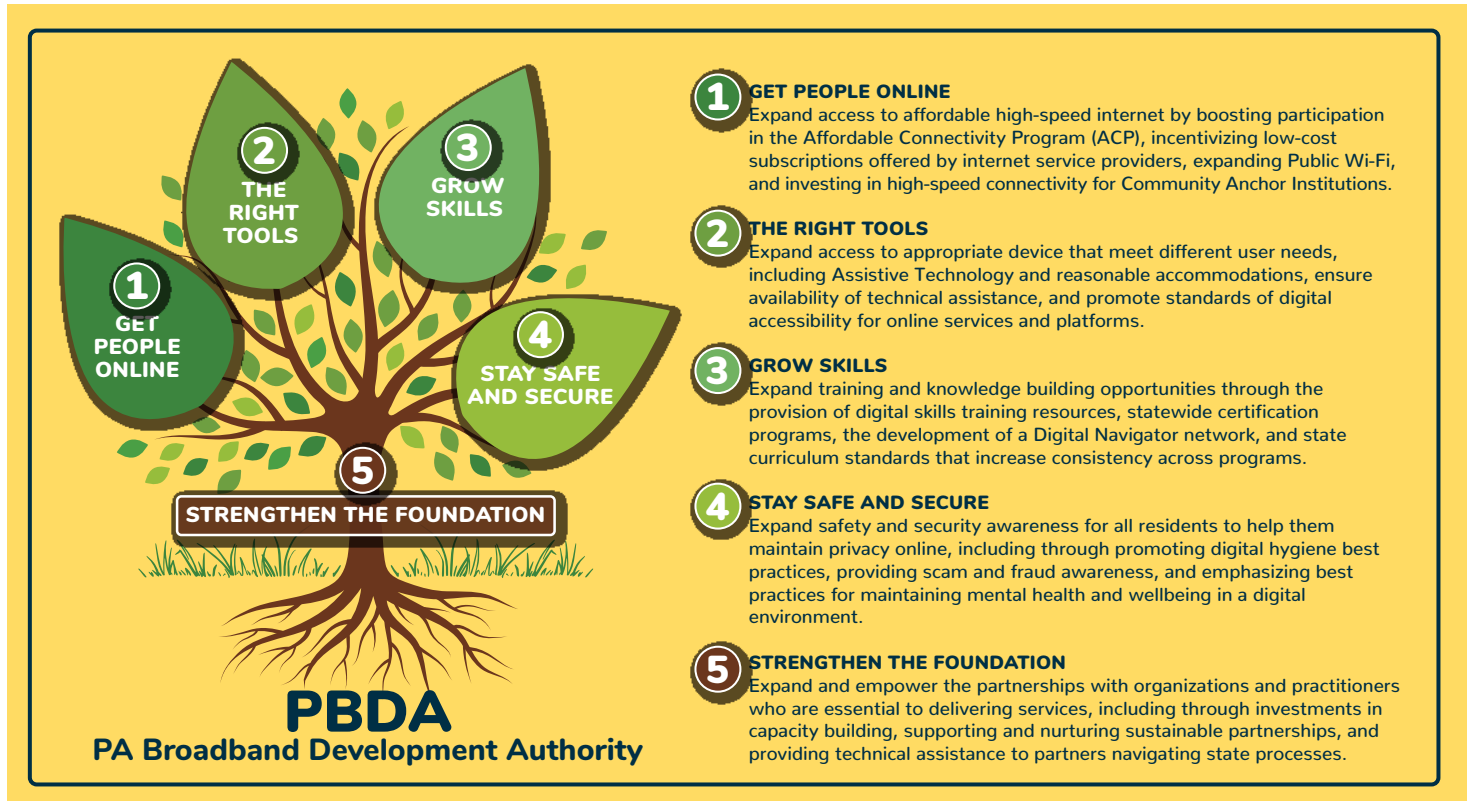 1
GET
PEOPLE
ONLINE
2
THE
RIGHT
TOOLS
3
GROW
SKILLS
4
STAY SAFE
AND SECURE
5
STRENGTHEN THE FOUNDATION
PBDA
PA Broadband Development Authority
1
GET PEOPLE ONLINE
Expand access to affordable high-speed internet by boosting participation
in the Affordable Connectivity Program (ACP), incentivizing low-cost
subscriptions offered by internet service providers, expanding Public Wi-Fi,
and investing in high-speed connectivity for Community Anchor Institutions.
2
THE RIGHT TOOLS
Expand access to appropriate device that meet different user needs,
including Assistive Technology and reasonable accommodations, ensure
availability of technical assistance, and promote standards of digital
accessibility for online services and platforms.
3
GROW SKILLS
Expand training and knowledge building opportunities through the
provision of digital skills training resources, statewide certification
programs, the development of a Digital Navigator network, and state
curriculum standards that increase consistency across programs.
4
STAY SAFE AND SECURE
Expand safety and security awareness for all residents to help them
maintain privacy online, including through promoting digital hygiene best
practices, providing scam and fraud awareness, and emphasizing best
practices for maintaining mental health and wellbeing in a digital
environment.
5
STRENGTHEN THE FOUNDATION
Expand and empower the partnerships with organizations and practitioners
who are essential to delivering services, including through investments in
capacity building, supporting and nurturing sustainable partnerships, and
providing technical assistance to partners navigating state processes.